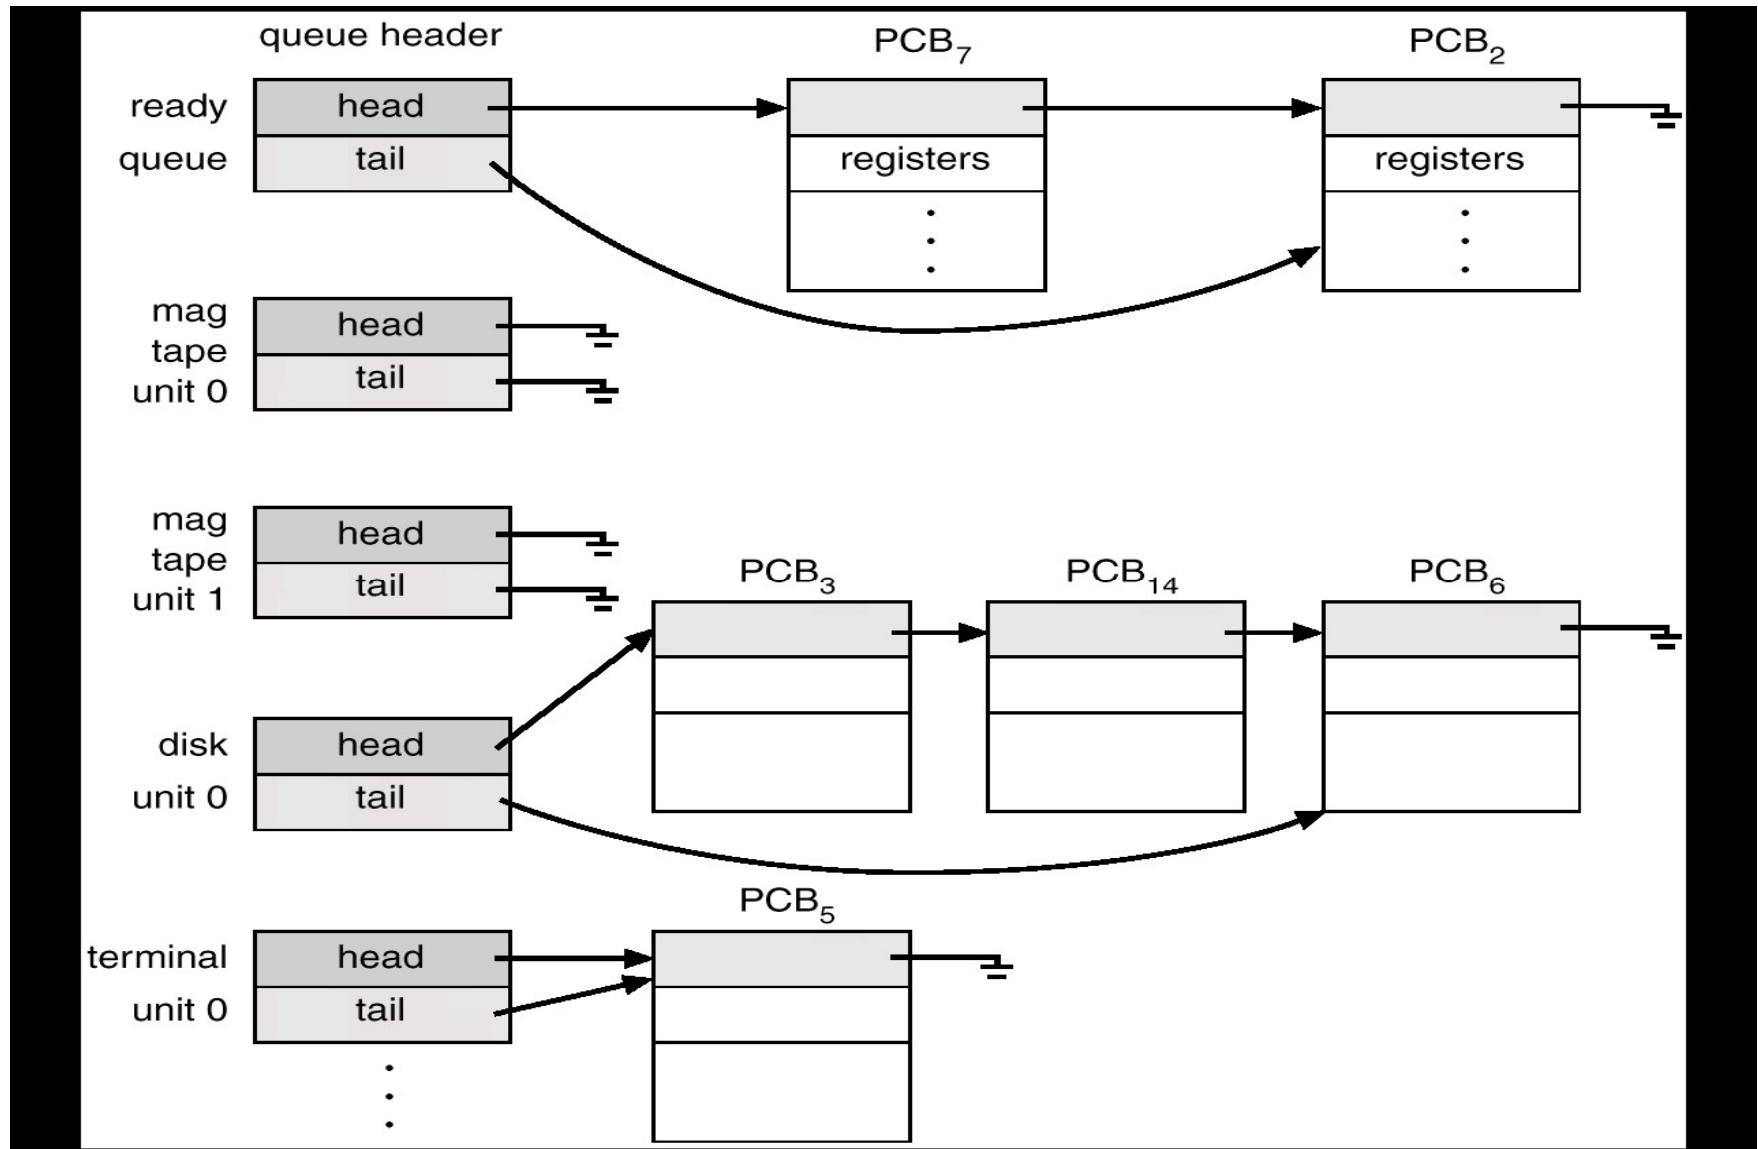 queue header PCB₇ PCB₂
ready head
queue tail registers registers
mag head
tape
unit 0 tail
mag head
tape
unit 1 tail
PCB₃ PCB₁₄ PCB₆
disk head
unit 0 tail
PCB₅
terminal head
unit 0 tail